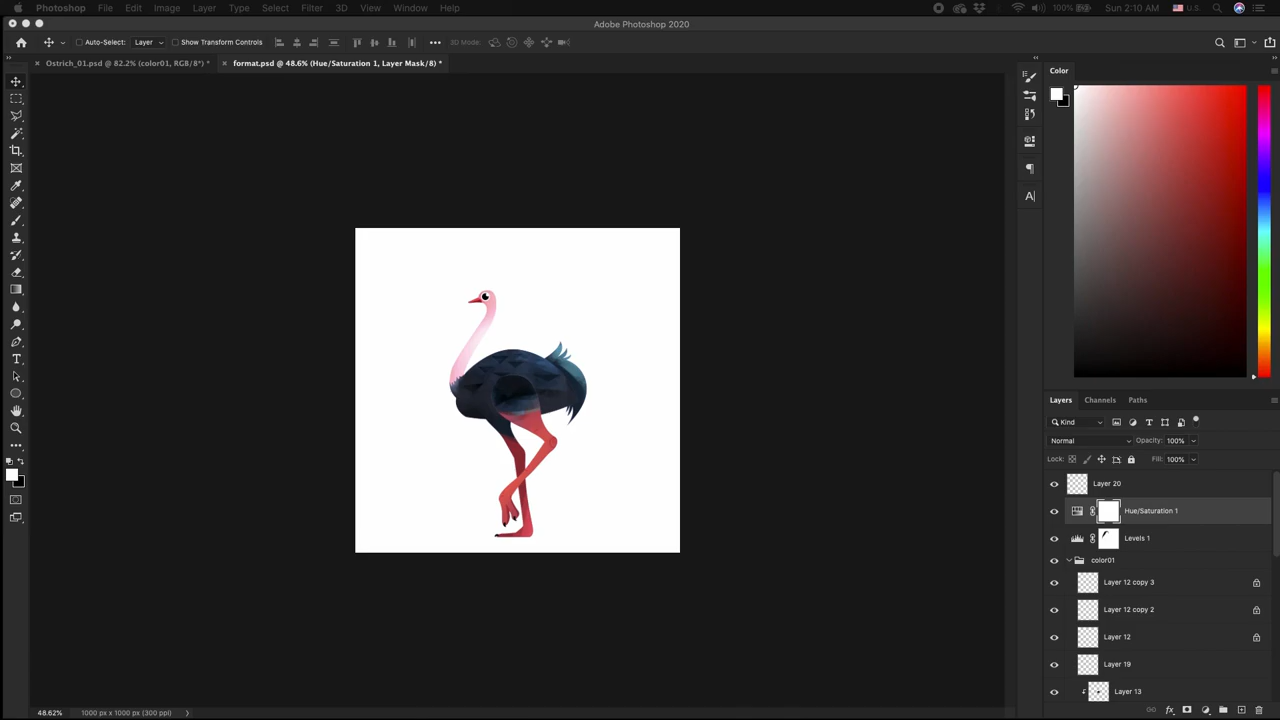 Photoshop File Edit Image Layer Type Select Filter 3D View Window Help 100% U.S. Sun 2:10 AM
Adobe Photoshop 2020
Auto-Select: Layer Show Transform Controls 3D Mode:
Ostrich_01.psd @ 82.2% (color01, RGB/8*) * format.psd @ 48.6% (Hue/Saturation 1, Layer Mask/8) *
Color
Layers Channels Paths
Kind
Normal Opacity: 100%
Lock: Fill: 100%
Layer 20
Hue/Saturation 1
Levels 1
color01
Layer 12 copy 3
Layer 12 copy 2
Layer 12
Layer 19
Layer 13
48.62% 1000 px x 1000 px (300 ppi)